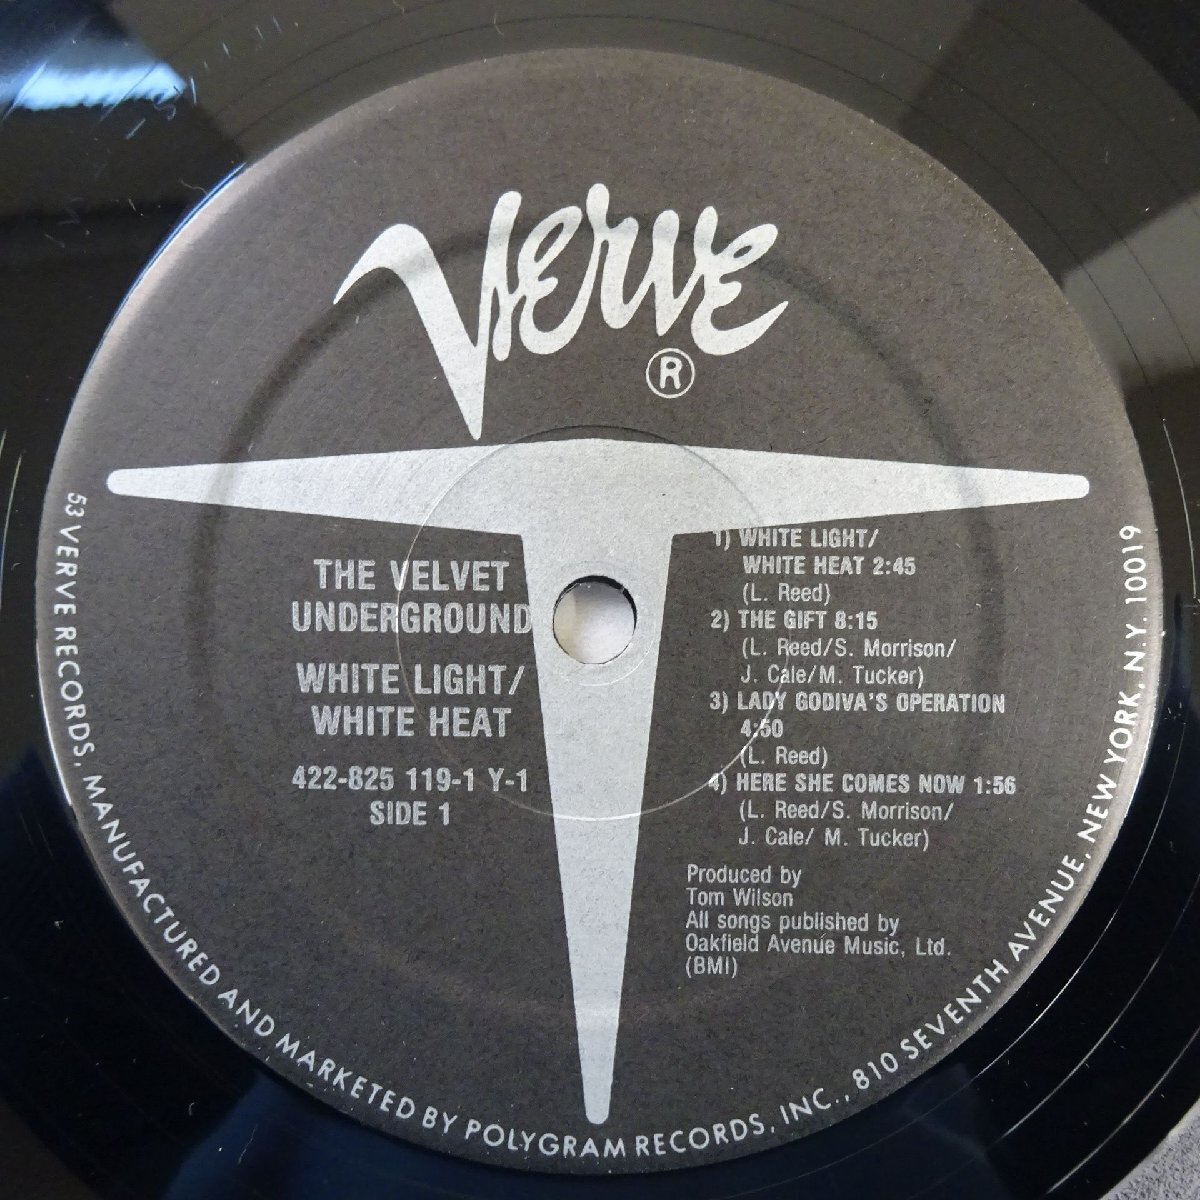 Verve
®
THE VELVET
UNDERGROUND
WHITE LIGHT/
WHITE HEAT
422-825 119-1 Y-1
SIDE 1
1) WHITE LIGHT/
WHITE HEAT 2:45
(L. Reed)
2) THE GIFT 8:15
(L. Reed/S. Morrison/
J. Cale/M. Tucker)
3) LADY GODIVA'S OPERATION
4:50
(L. Reed)
4) HERE SHE COMES NOW 1:56
(L. Reed/S. Morrison/
J. Cale/ M. Tucker)
Produced by
Tom Wilson
All songs published by
Oakfield Avenue Music, Ltd.
(BMI)
53 VERVE RECORDS, MANUFACTURED AND MARKETED BY POLYGRAM RECORDS, INC., 810 SEVENTH AVENUE, NEW YORK, N.Y. 10019